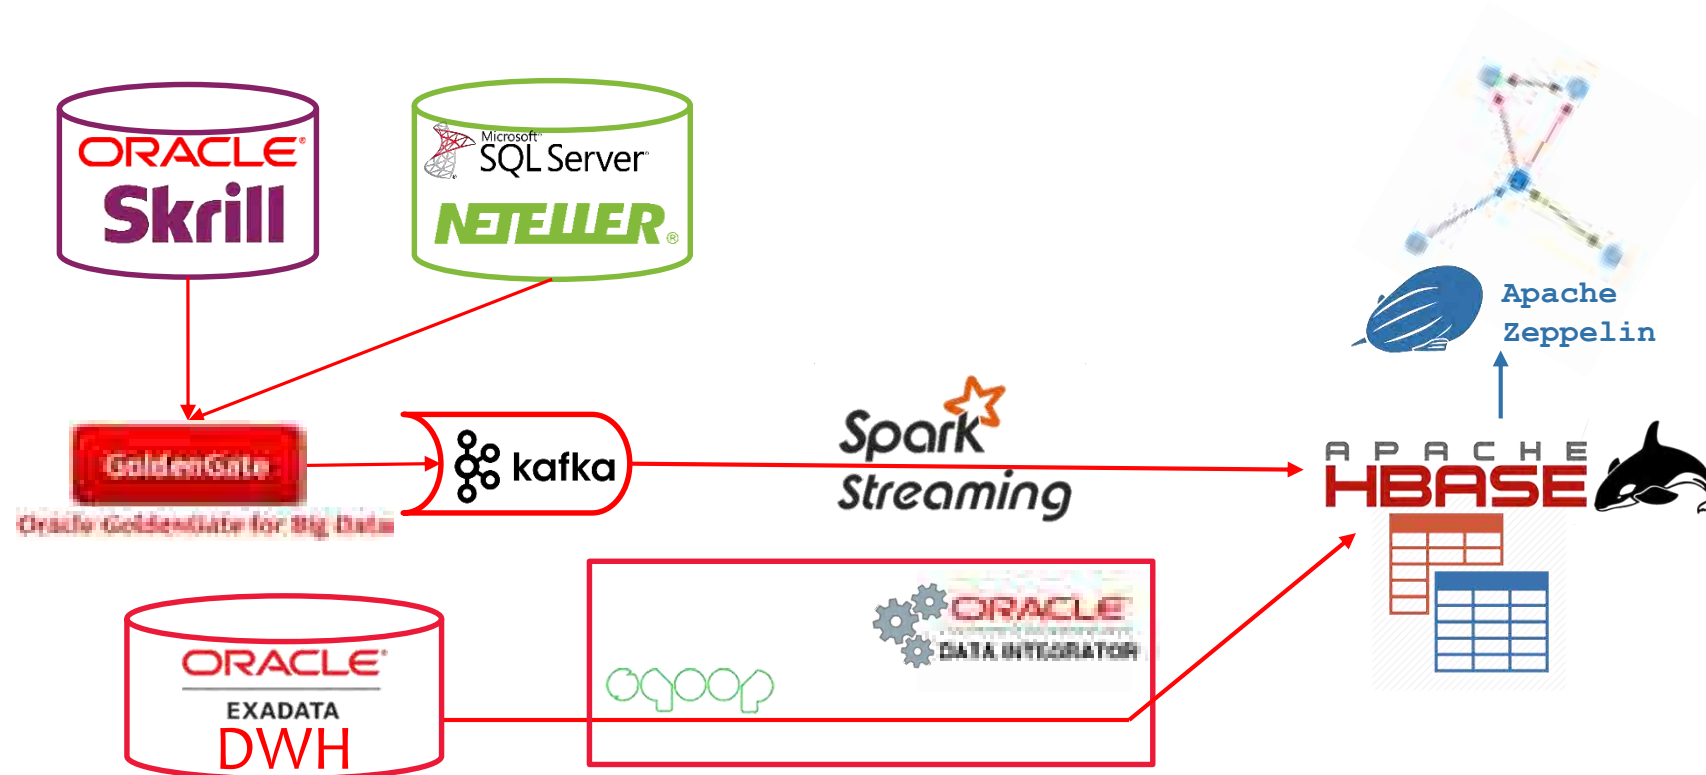 ORACLE®
Skrill
Microsoft®
SQL Server®
NETELLER®
Apache
Zeppelin
GoldenGate
Oracle GoldenGate for Big Data
kafka
Spark
Streaming
APACHE
HBASE
ORACLE®
EXADATA
DWH
sqoop
ORACLE
DATA INTEGRATOR